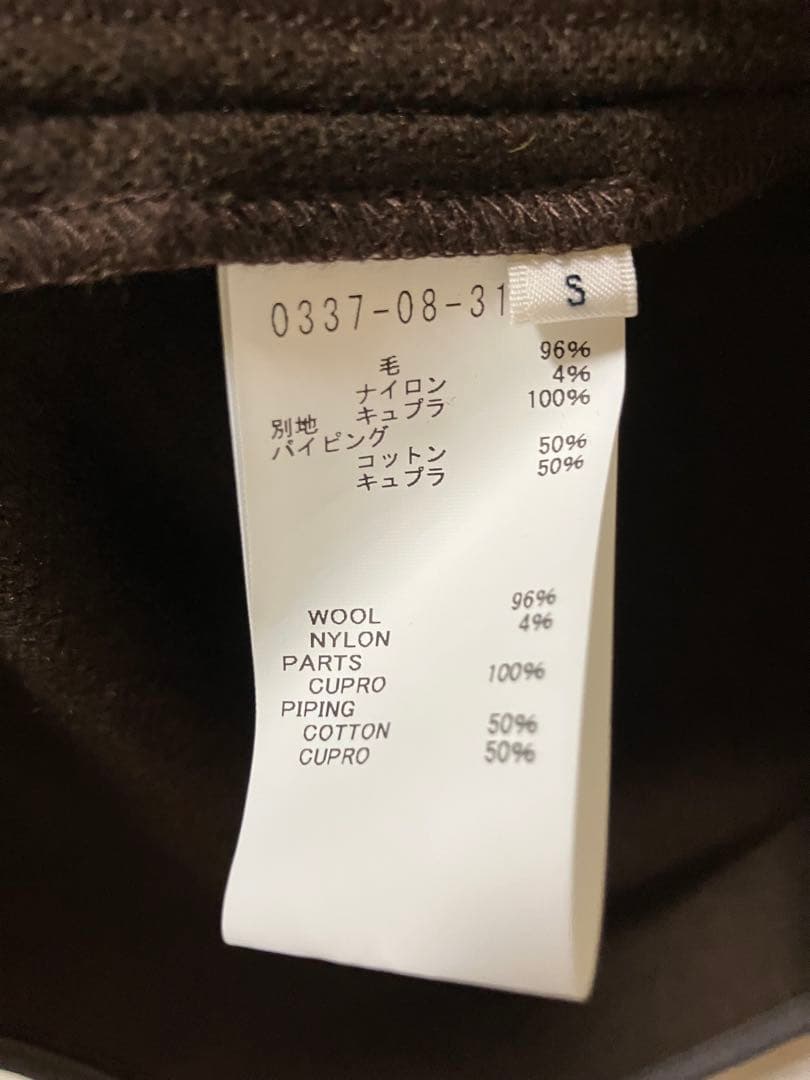 0337-08-31
S
毛 96%
ナイロン 4%
別地 キュプラ 100%
パイピング
コットン 50%
キュプラ 50%
WOOL 96%
NYLON 4%
PARTS
CUPRO 100%
PIPING
COTTON 50%
CUPRO 50%